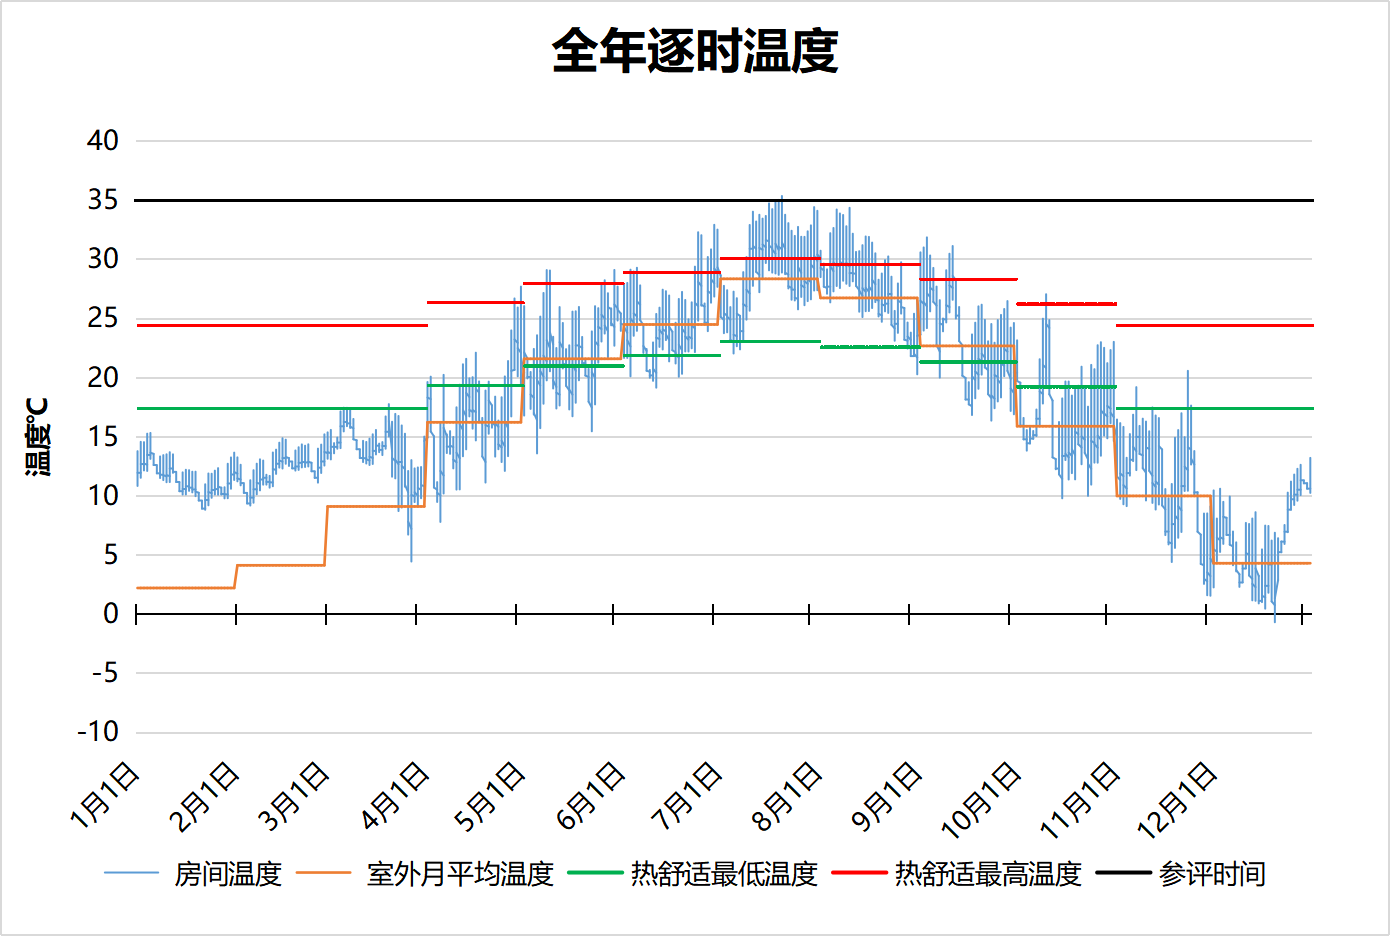 全年逐时温度
40
35
30
25
20
15
10
5
0
-5
-10
温度℃
1月1日
2月1日
3月1日
4月1日
5月1日
6月1日
7月1日
8月1日
9月1日
10月1日
11月1日
12月1日
房间温度 室外月平均温度 热舒适最低温度 热舒适最高温度 参评时间